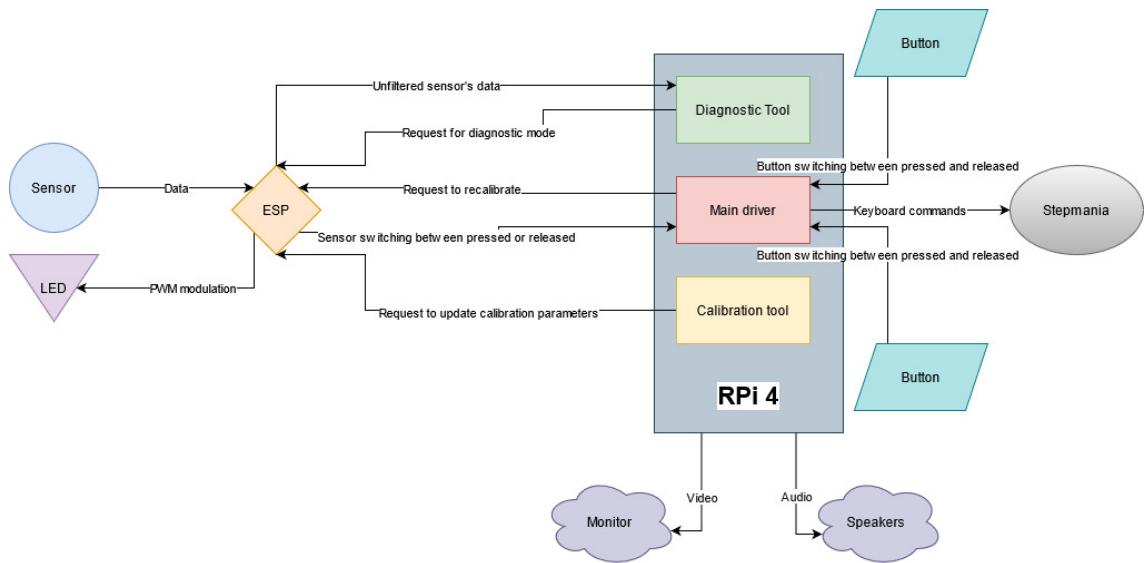 Button
Unfiltered sensor's data
Diagnostic Tool
Request for diagnostic mode
Button switching between pressed and released
Sensor
Data
ESP
Request to recalibrate
Main driver
Keyboard commands
Stepmania
Sensor switching between pressed or released
Button switching between pressed and released
LED
PWM modulation
Request to update calibration parameters
Calibration tool
Button
RPi 4
Video
Audio
Monitor
Speakers